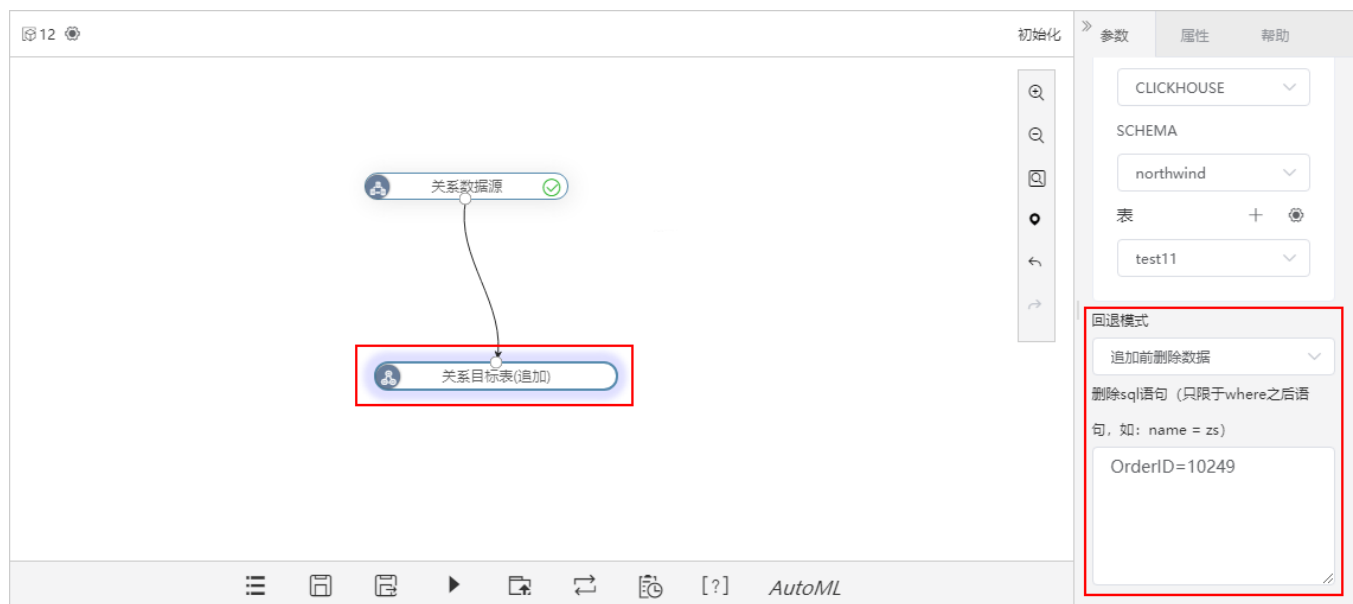 12
初始化
参数
属性
帮助
CLICKHOUSE
SCHEMA
northwind
表
test11
关系数据源
关系目标表(追加)
回退模式
追加前删除数据
删除sql语句（只限于where之后语
句，如：name = zs)
OrderID=10249
[?]
AutoML